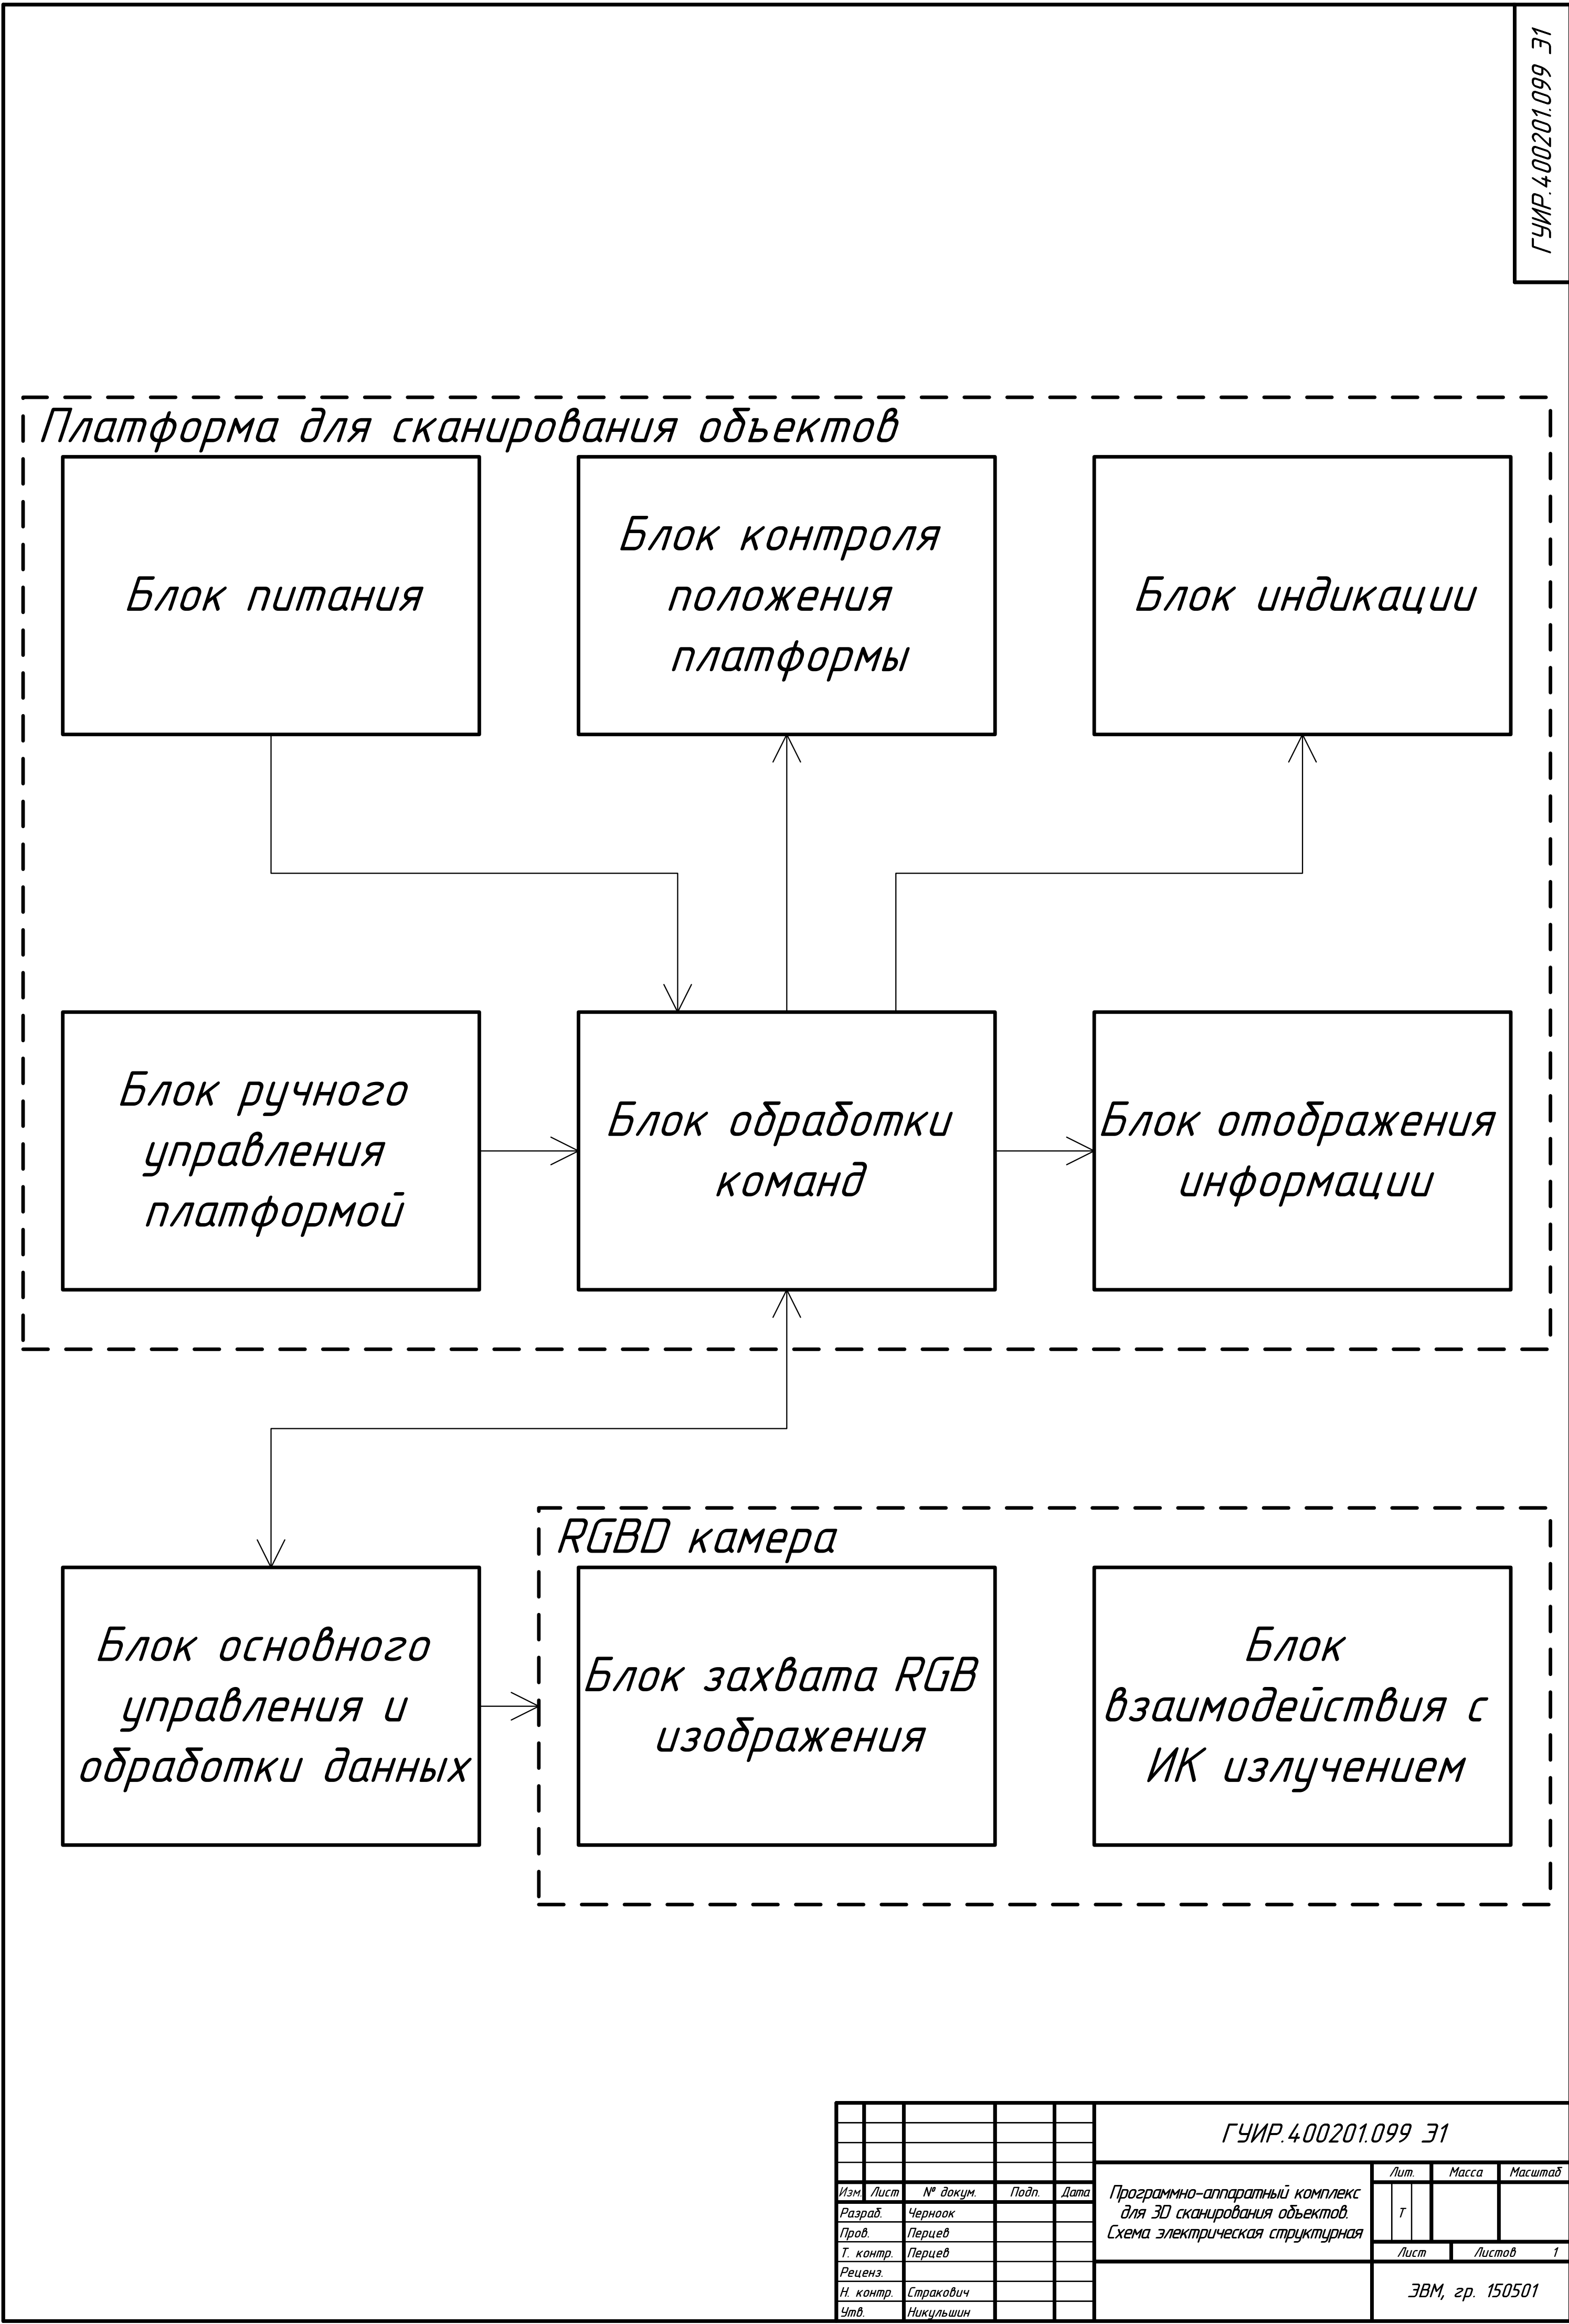 ГУИР.400201.099 Э1
Платформа для сканирования объектов
Блок питания
Блок контроля
положения
платформы
Блок индикации
Блок ручного
управления
платформой
Блок обработки
команд
Блок отображения
информации
RGBD камера
Блок основного
управления и
обработки данных
Блок захвата RGB
изображения
Блок
взаимодействия с
ИК излучением
ГУИР.400201.099 Э1
Изм. Лист № докум. Подп. Дата
Разраб. Черноок
Пров. Перцев
Т. контр. Перцев
Реценз.
Н. контр. Стракович
Утв. Никульшин
Программно-аппаратный комплекс
для 3D сканирования объектов.
Схема электрическая структурная
Лит. Масса Масштаб
Т
Лист Листов 1
ЭВМ, гр. 150501